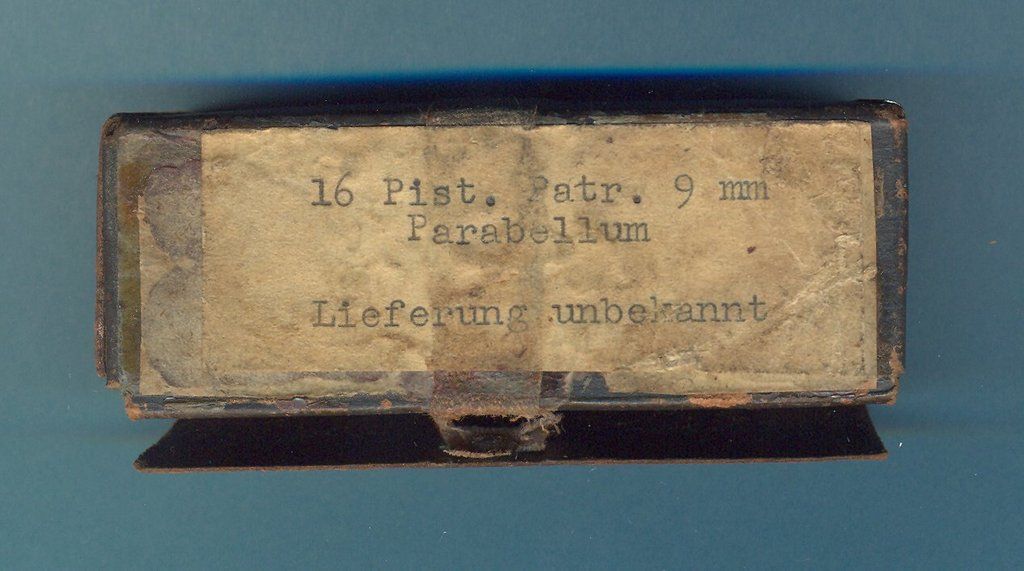 16 Pist. Patr. 9 mm
Parabellum
Lieferung unbekannt